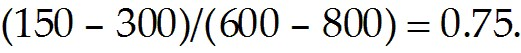 (150 – 300)/(600 – 800) = 0.75.